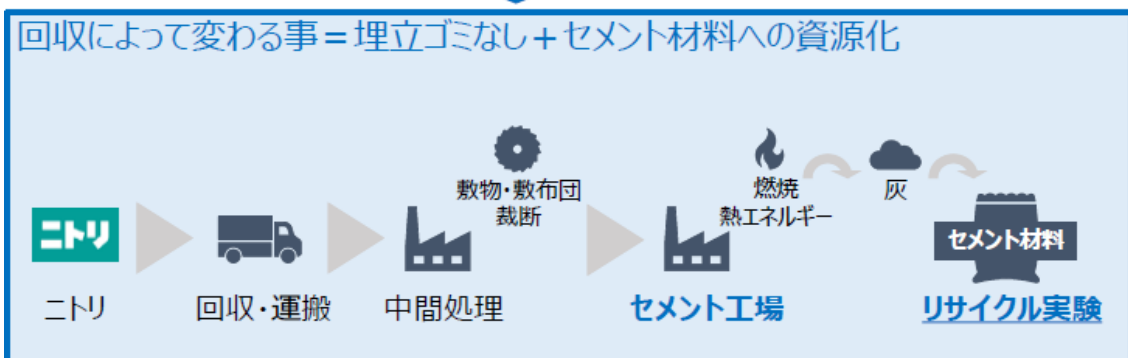 回収によって変わる事＝埋立ゴミなし＋セメント材料への資源化
敷物・敷布団
裁断
燃焼
熱エネルギー
灰
ニトリ
セメント材料
ニトリ
回収・運搬
中間処理
セメント工場
リサイクル実験